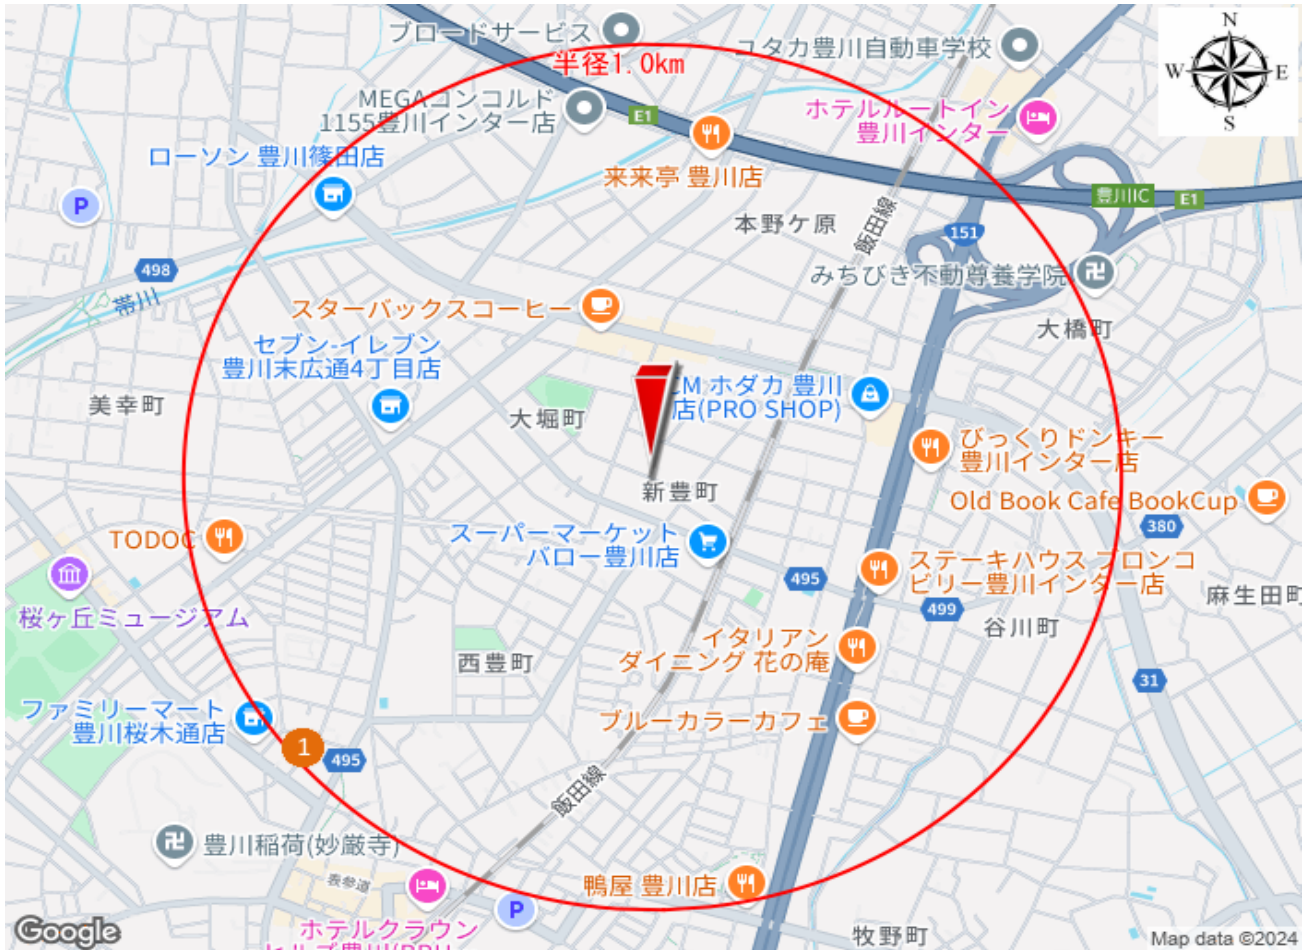 ブロードサービス
ユタカ豊川自動車学校
N
W
E
S
半径1.0km
MEGAコンコルド
1155豊川インター店
E1
ホテルルートイン
豊川インター
ローソン 豊川篠田店
来来亭 豊川店
P
豊川IC
E1
本野ケ原
飯田線
151
498
帯川
みちびき不動尊養学院
スターバックスコーヒー
大橋町
セブン-イレブン
豊川末広通4丁目店
CM ホダカ 豊川
店(PRO SHOP)
美幸町
大堀町
びっくりドンキー
豊川インター店
新豊町
Old Book Cafe BookCup
380
TODOC
スーパーマーケット
バロー豊川店
ステーキハウス ブロンコ
ビリー豊川インター店
495
499
麻生田町
桜ヶ丘ミュージアム
谷川町
イタリアン
ダイニング 花の庵
西豊町
31
ファミリーマート
豊川桜木通店
ブルーカラーカフェ
1
495
飯田線
豊川稲荷(妙厳寺)
表参道
鴨屋 豊川店
P
ホテルクラウン
牧野町
Google
Map data ©2024